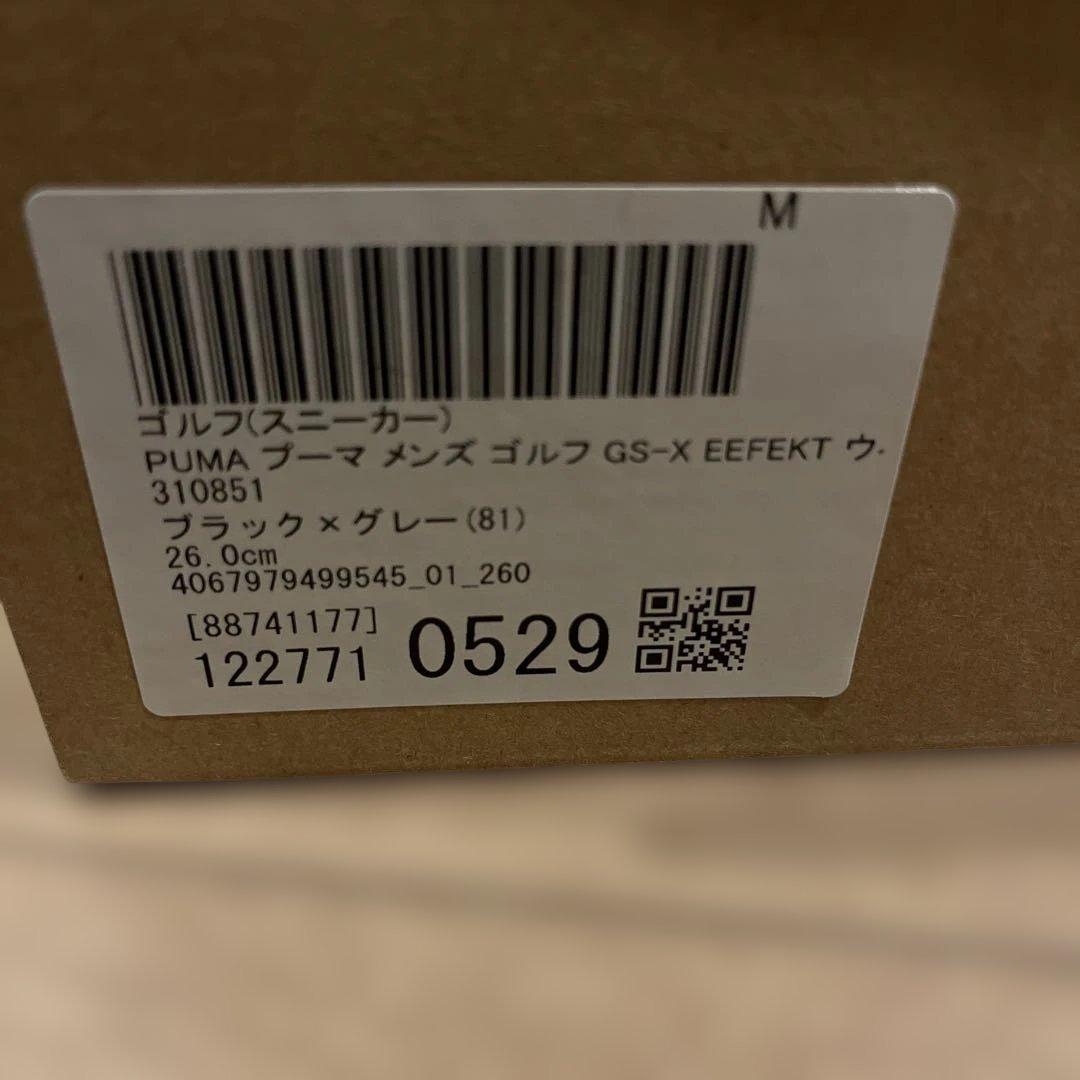 M
ゴルフ(スニーカー)
PUMA プーマ メンズ ゴルフ GS-X EEFEKT ウ.
310851
ブラック×グレー(81)
26.0cm
4067979499545_01_260
[88741177]
122771 0529